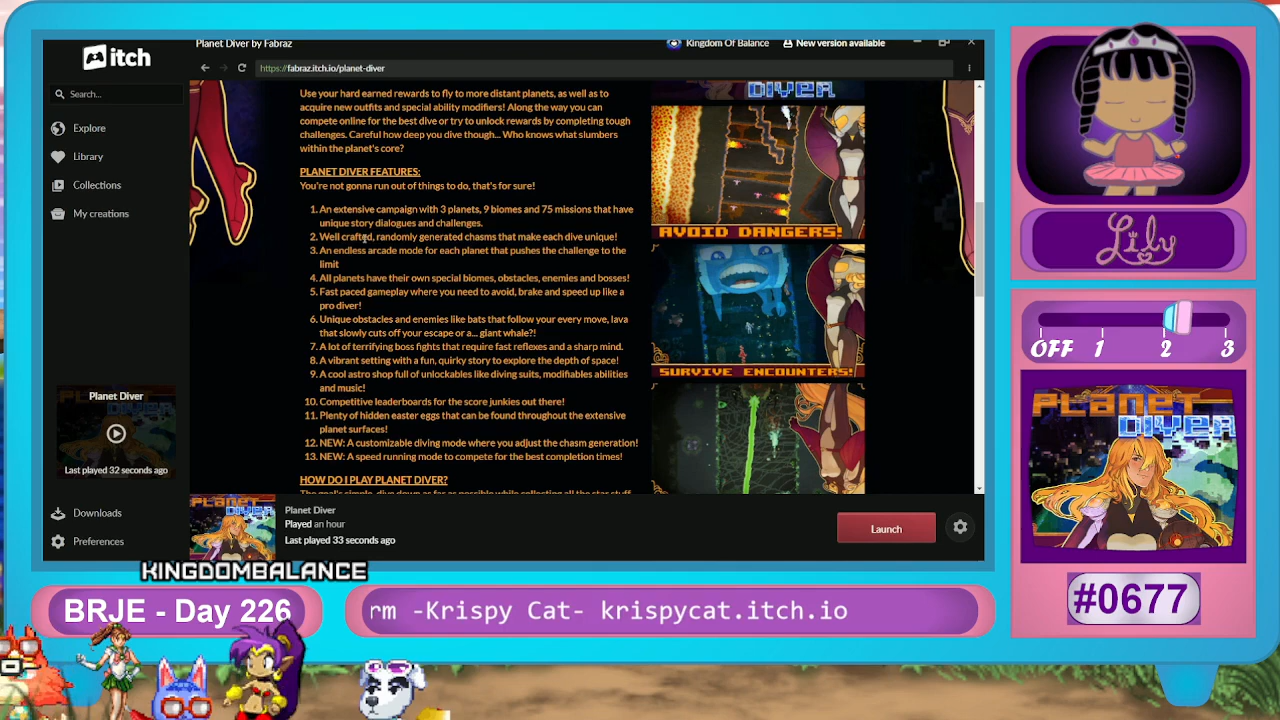 Planet Diver by Fabraz
Kingdom Of Balance
New version available
itch
https://fabraz.itch.io/planet-diver
Search...
Explore
Library
Collections
My creations
Use your hard earned rewards to fly to more distant planets, as well as to
acquire new outfits and special ability modifiers! Along the way you can
compete online for the best dive or try to unlock rewards by completing tough
challenges. Careful how deep you dive though... Who knows what slumbers
within the planet's core?
PLANET DIVER FEATURES:
You're not gonna run out of things to do, that's for sure!
1. An extensive campaign with 3 planets, 9 biomes and 75 missions that have
unique story dialogues and challenges.
2. Well crafted, randomly generated chasms that make each dive unique!
3. An endless arcade mode for each planet that pushes the challenge to the
limit
4. All planets have their own special biomes, obstacles, enemies and bosses!
5. Fast paced gameplay where you need to avoid, brake and speed up like a
pro diver!
6. Unique obstacles and enemies like bats that follow your every move, lava
that slowly cuts off your escape or a... giant whale?!
7. A lot of terrifying boss fights that require fast reflexes and a sharp mind.
8. A vibrant setting with a fun, quirky story to explore the depth of space!
9. A cool astro shop full of unlockables like diving suits, modifiables abilities
and music!
10. Competitive leaderboards for the score junkies out there!
11. Plenty of hidden easter eggs that can be found throughout the extensive
planet surfaces!
12. NEW: A customizable diving mode where you adjust the chasm generation!
13. NEW: A speed running mode to compete for the best completion times!
HOW DO I PLAY PLANET DIVER?
DIVER
AVOID DANGERS!
SURVIVE ENCOUNTERS!
Planet Diver
Last played 32 seconds ago
Downloads
Preferences
PLANET
DIVER
Planet Diver
Played an hour
Last played 33 seconds ago
Launch
Lily
OFF 1 2 3
PLANET
DIVER
#0677
KINGDOMBALANCE
BRJE - Day 226
rm -Krispy Cat- krispycat.itch.io